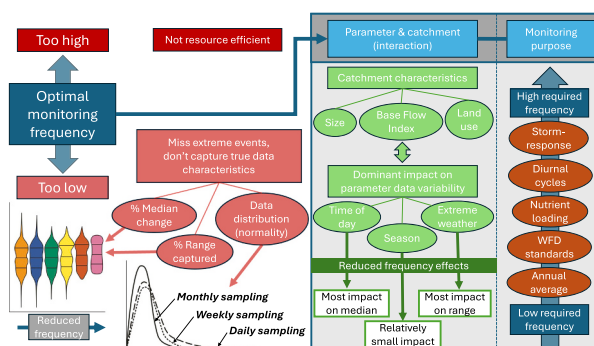 Too high
Not resource efficient
Optimal
monitoring
frequency
Too low
Miss extreme events,
don't capture true data
characteristics
% Median
change
% Range
captured
Data
distribution
(normality)
Reduced
frequency
Monthly sampling
Weekly sampling
Daily sampling
Parameter & catchment
(interaction)
Catchment characteristics
Size
Base Flow
Index
Land
use
Dominant impact on
parameter data variability
Time of
day
Season
Extreme
weather
Reduced frequency effects
Most impact
on median
Relatively
small impact
Most impact
on range
Monitoring
purpose
High required
frequency
Storm-
response
Diurnal
cycles
Nutrient
loading
WFD
standards
Annual
average
Low required
frequency